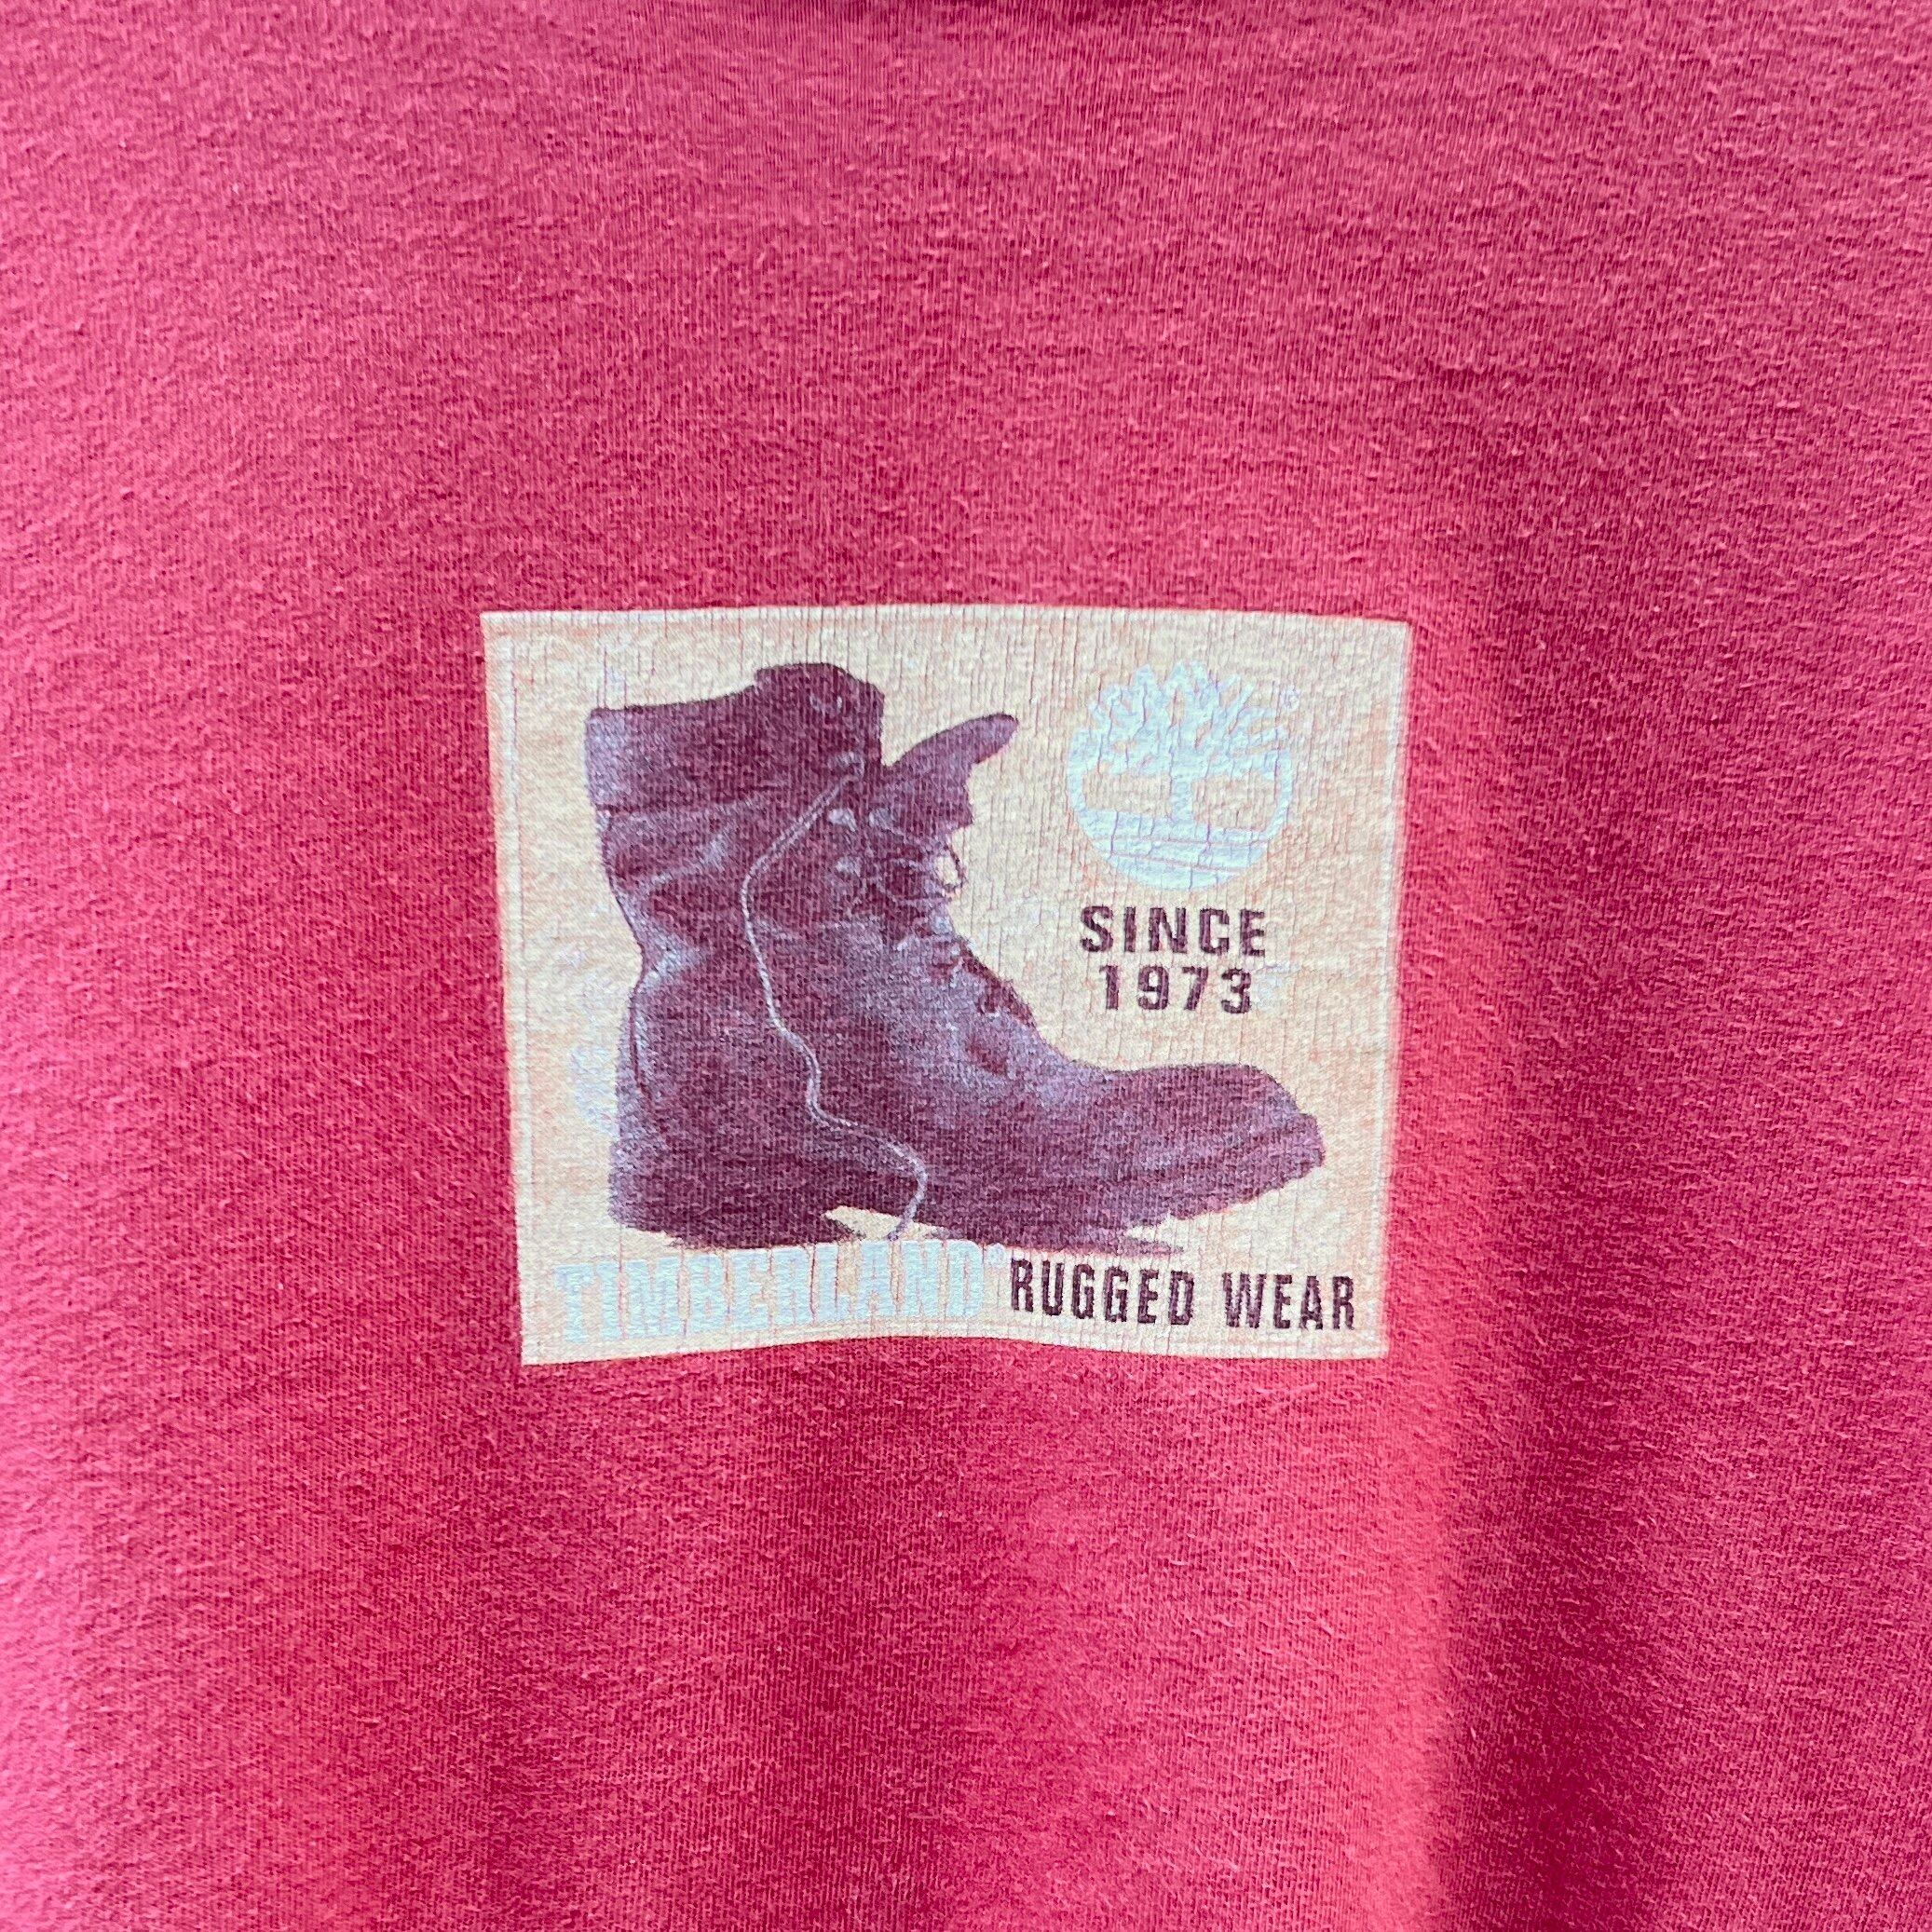 ®
SINCE
1973
TIMBERLAND® RUGGED WEAR